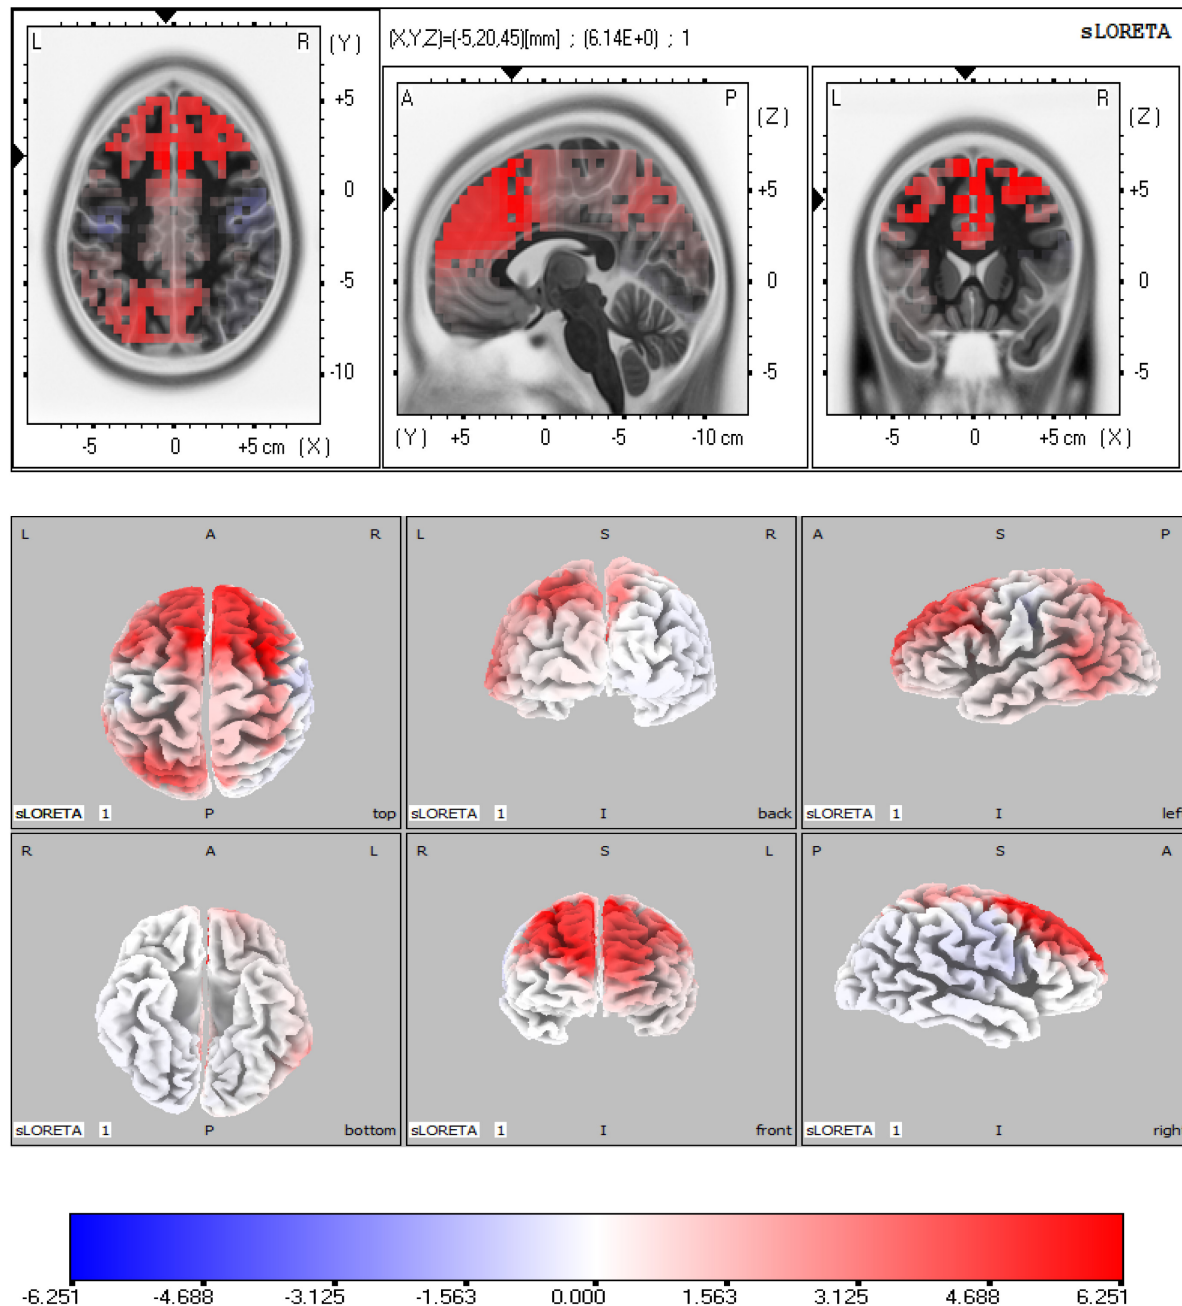 (X,Y,Z)=(-5,20,45)[mm] ; (6.14E+0) ; 1
sLORETA
L R (Y)
+5
0
-5
-10
-5 0 +5 cm (X)
A P (Z)
+5
0
-5
(Y) +5 0 -5 -10 cm
L R (Z)
+5
0
-5
-5 0 +5 cm (X)
L A R
sLORETA 1 P top
L S R
sLORETA 1 I back
A S P
sLORETA 1 I left
R A L
sLORETA 1 P bottom
R S L
sLORETA 1 I front
P S A
sLORETA 1 I righ
-6.251 -4.688 -3.125 -1.563 0.000 1.563 3.125 4.688 6.251